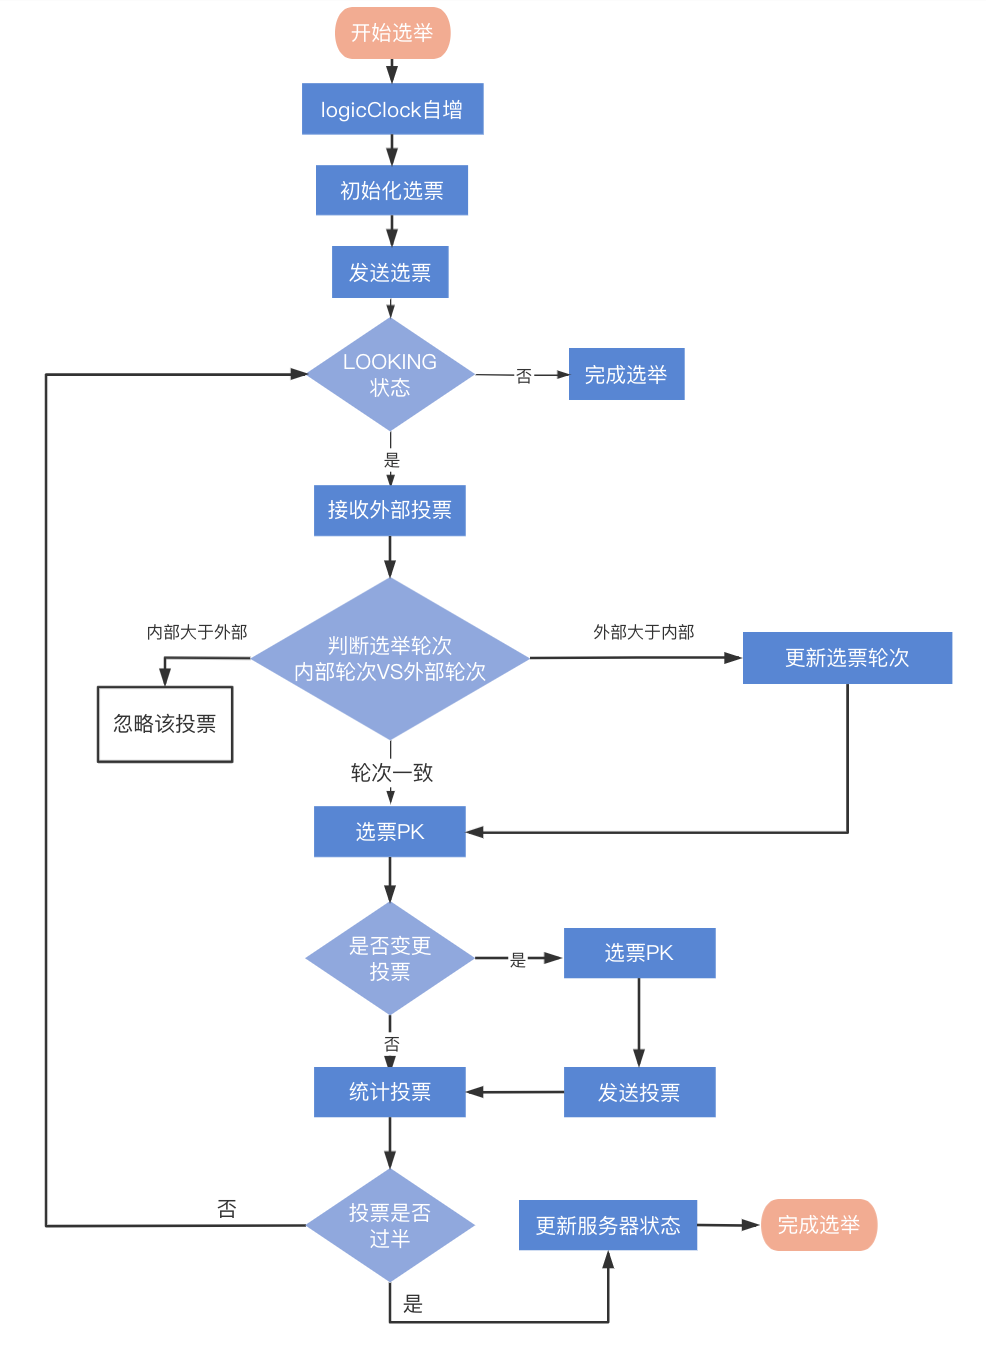 开始选举
logicClock自增
初始化选票
发送选票
LOOKING
状态
否
完成选举
是
接收外部投票
内部大于外部
判断选举轮次
内部轮次VS外部轮次
外部大于内部
更新选票轮次
忽略该投票
轮次一致
选票PK
是否变更
投票
是
选票PK
否
统计投票
发送投票
否
投票是否
过半
更新服务器状态
完成选举
是